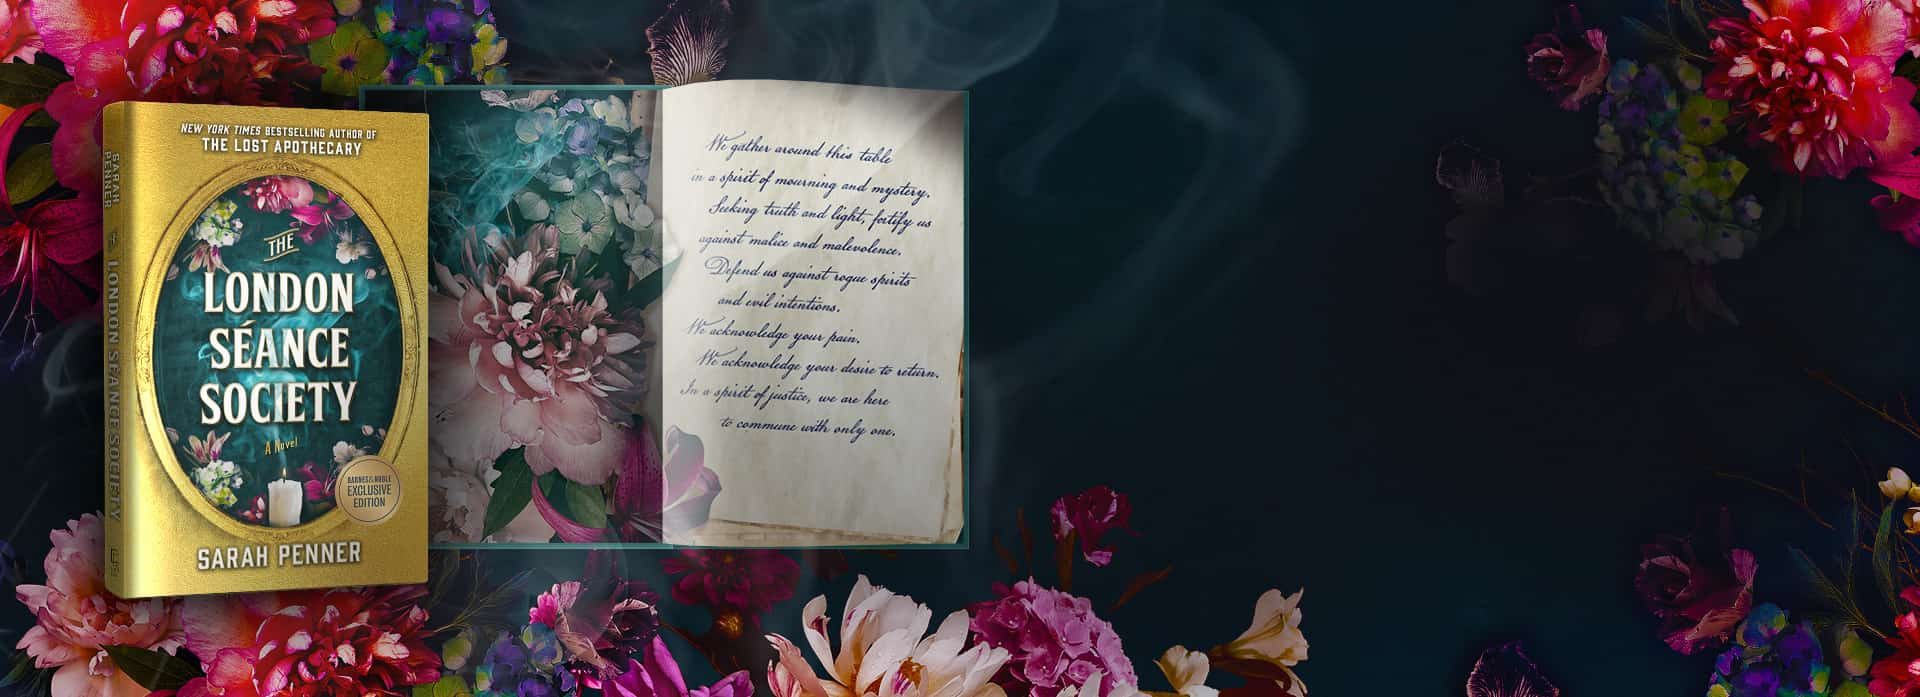 NEW YORK TIMES BESTSELLING AUTHOR OF
THE LOST APOTHECARY
THE
LONDON
SÉANCE
SOCIETY
A Novel
BARNES & NOBLE
EXCLUSIVE
EDITION
SARAH PENNER
SARAH
PENNER
LONDON SÉANCE SOCIETY
We gather around this table
in a spirit of mourning and mystery.
Seeking truth and light, fortify us
against malice and malevolence.
Defend us against rogue spirits
and evil intentions.
We acknowledge your pain.
We acknowledge your desire to return.
In a spirit of justice, we are here
to commune with only one.